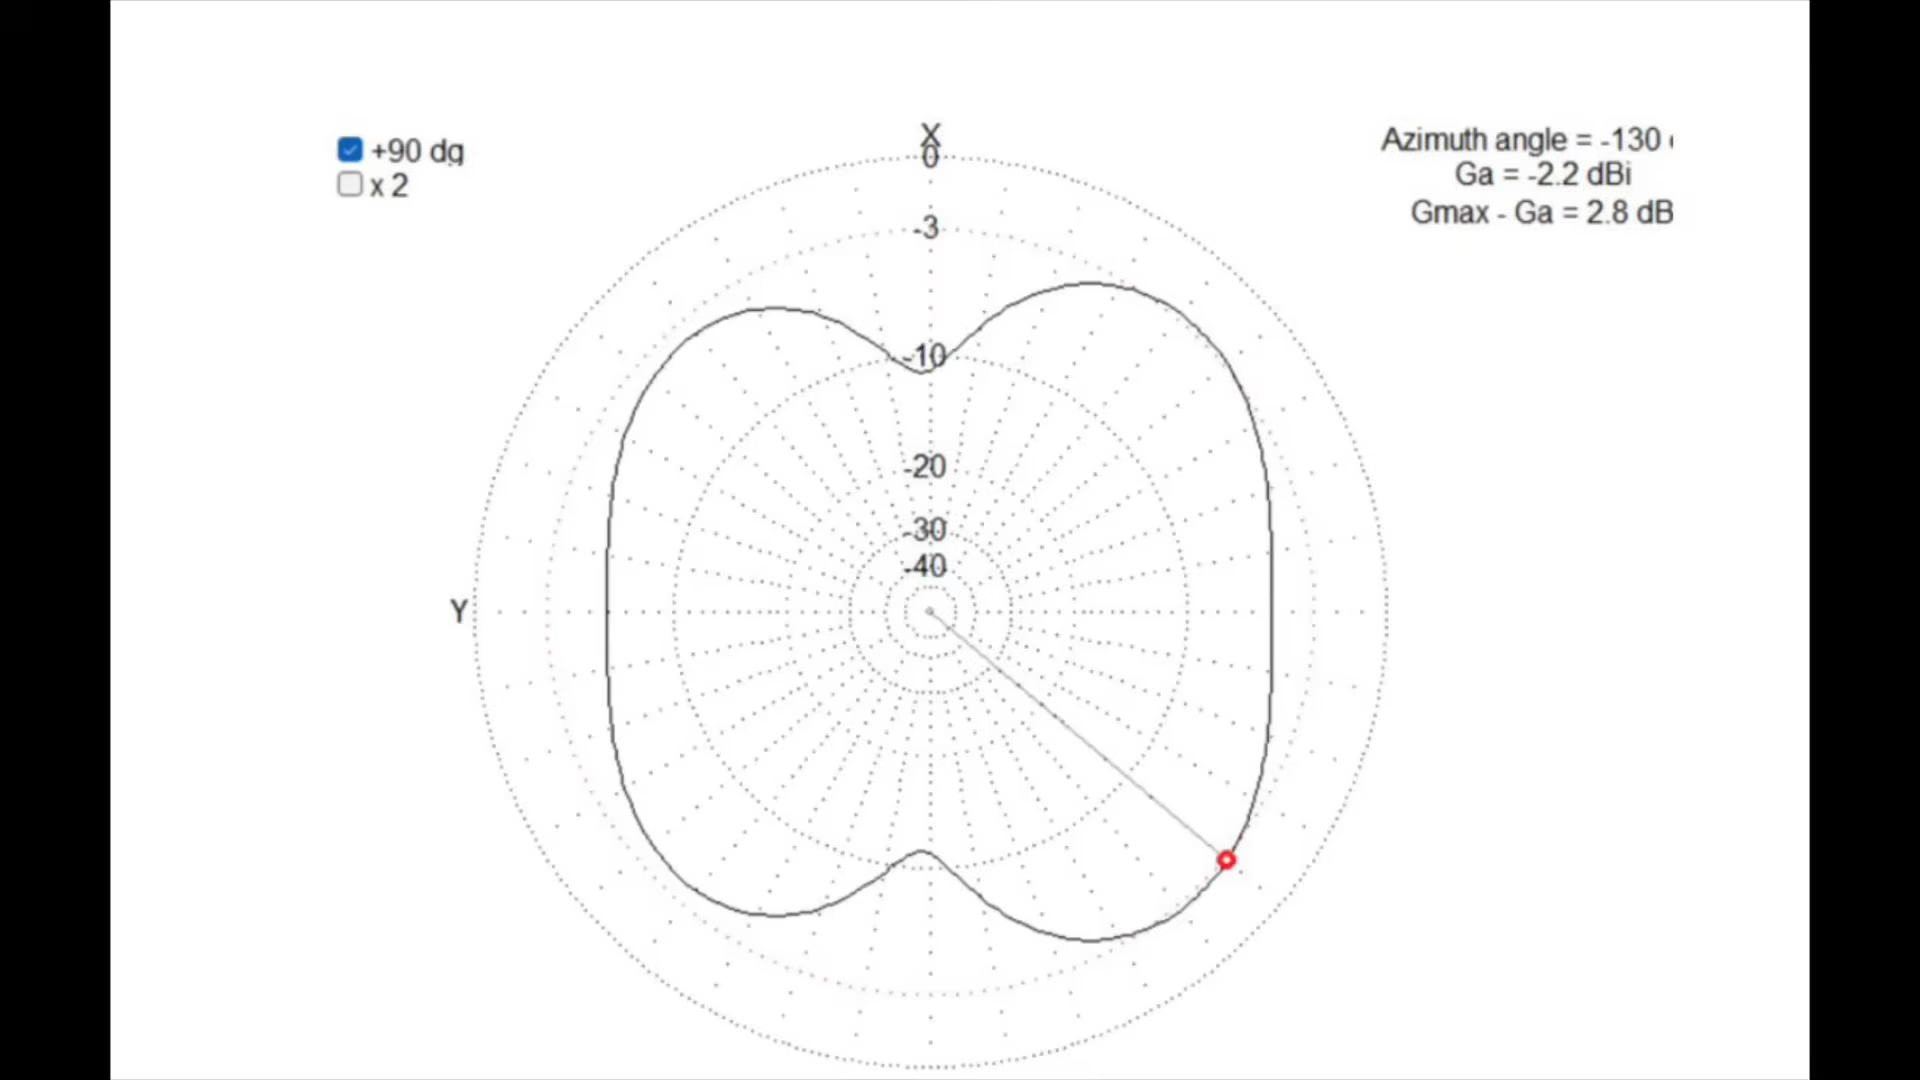 +90 dg
x 2
X
0
-3
-10
-20
-30
-40
Y
Azimuth angle = -130
Ga = -2.2 dBi
Gmax - Ga = 2.8 dB